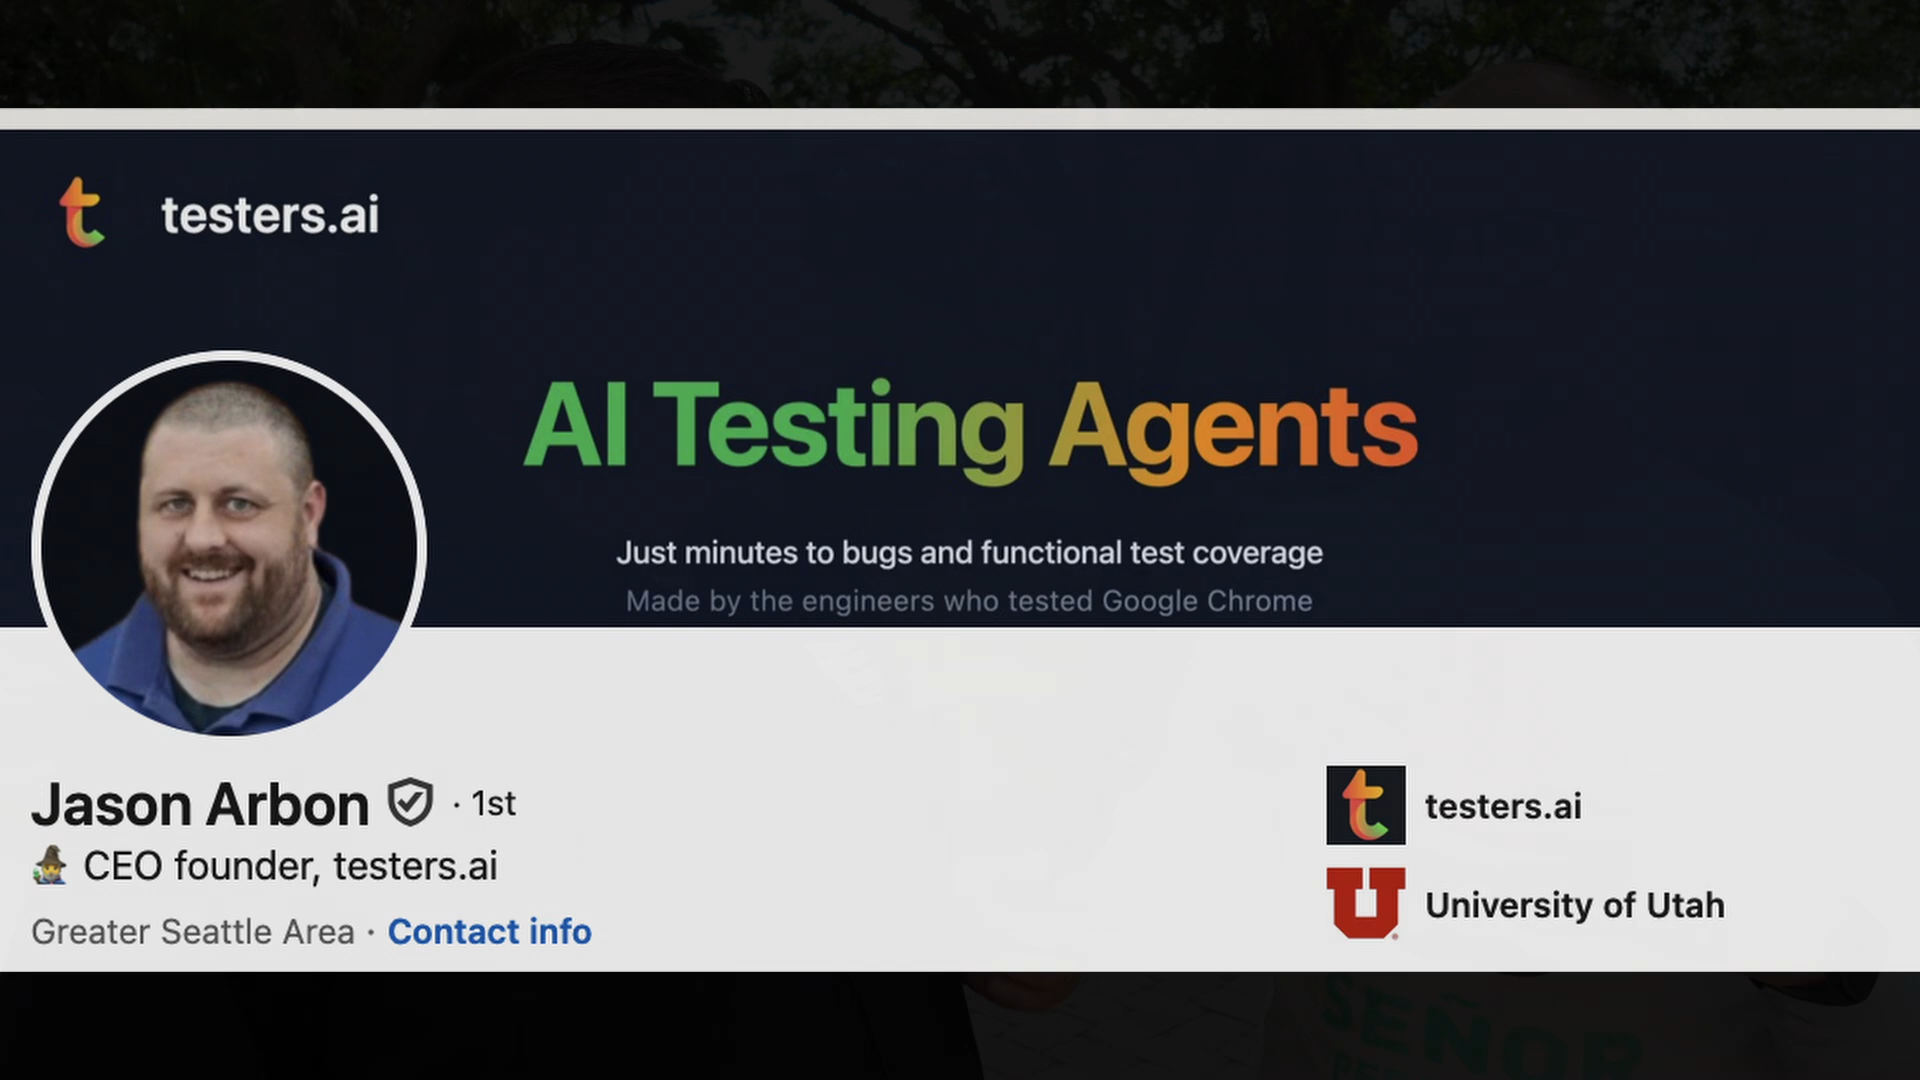 testers.ai
AI Testing Agents
Just minutes to bugs and functional test coverage
Made by the engineers who tested Google Chrome
Jason Arbon · 1st
CEO founder, testers.ai
Greater Seattle Area · Contact info
testers.ai
University of Utah
SEÑOR